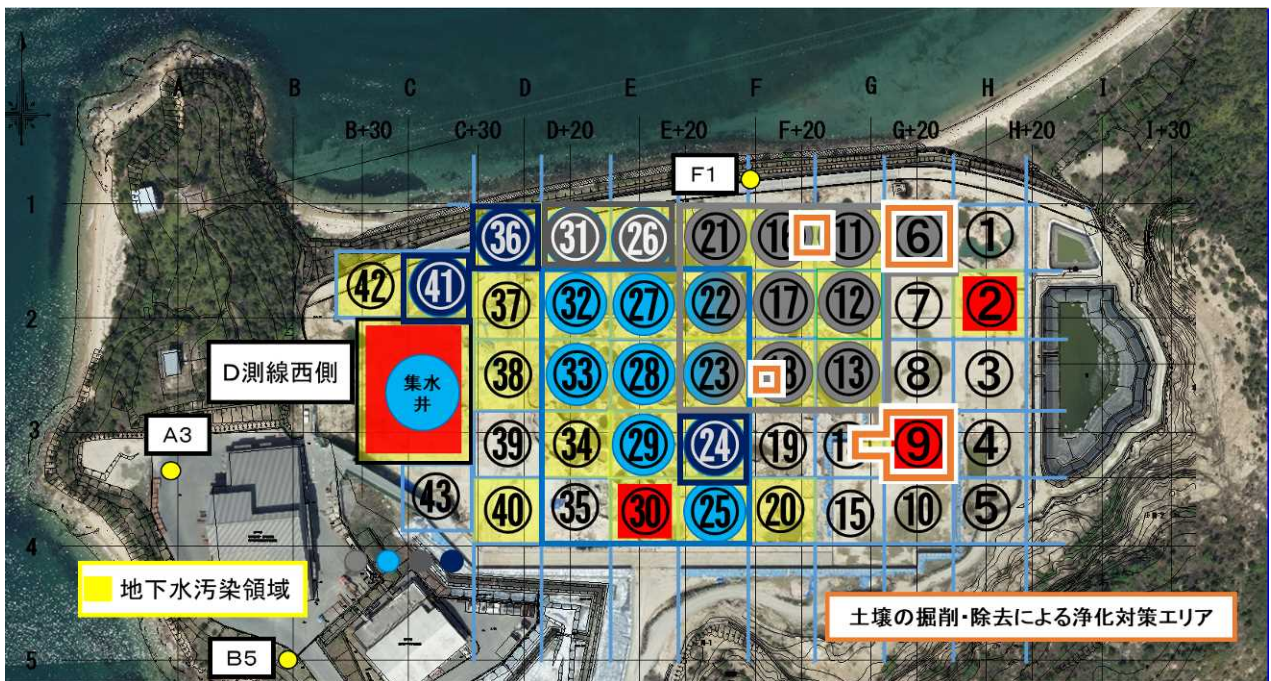 A B C D E F G H I
B+30 C+30 D+20 E+20 F+20 G+20 H+20 I+30
F1
1
㊱ ㉛ ㉖ ㉑ ⑯ ⑪ ⑥ ①
㊷ ㊶ ㊲ ㉜ ㉗ ㉒ ⑰ ⑫ ⑦ ②
2
D測線西側
集水
井
㊳ ㉝ ㉘ ㉓ ⑬ ⑧ ③
3
A3
㊴ ㉞ ㉙ ㉔ ⑲ ⑨ ④
㊸ ㊵ ㉟ ㉚ ㉕ ⑳ ⑮ ⑩ ⑤
4
地下水汚染領域
土壌の掘削・除去による浄化対策エリア
B5
5